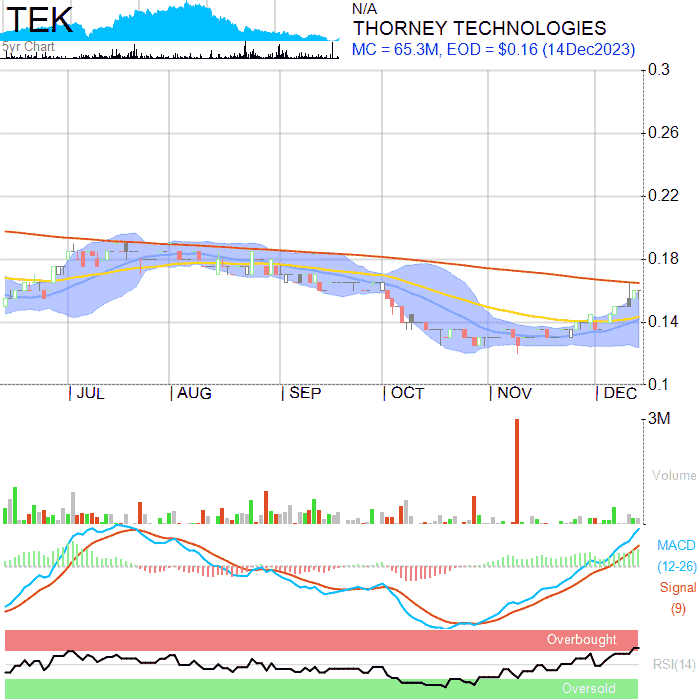 TEK
5yr Chart
N/A
THORNEY TECHNOLOGIES
MC = 65.3M, EOD = $0.16 (14Dec2023)
0.3
0.26
0.22
0.18
0.14
0.1
JUL AUG SEP OCT NOV DEC
3M
Volume
MACD
(12-26)
Signal
(9)
Overbought
RSI(14)
Oversold